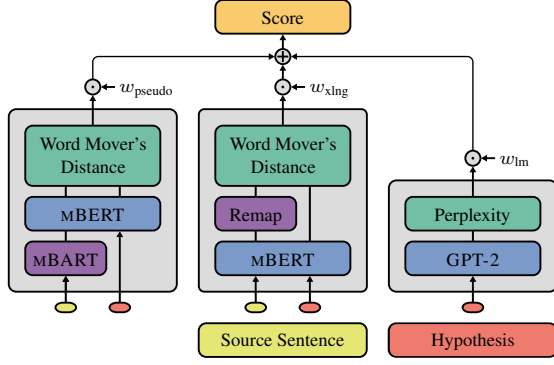 Score
w_pseudo
w_xlng
Word Mover's
Distance
Word Mover's
Distance
w_lm
MBERT
Remap
Perplexity
MBART
MBERT
GPT-2
Source Sentence
Hypothesis